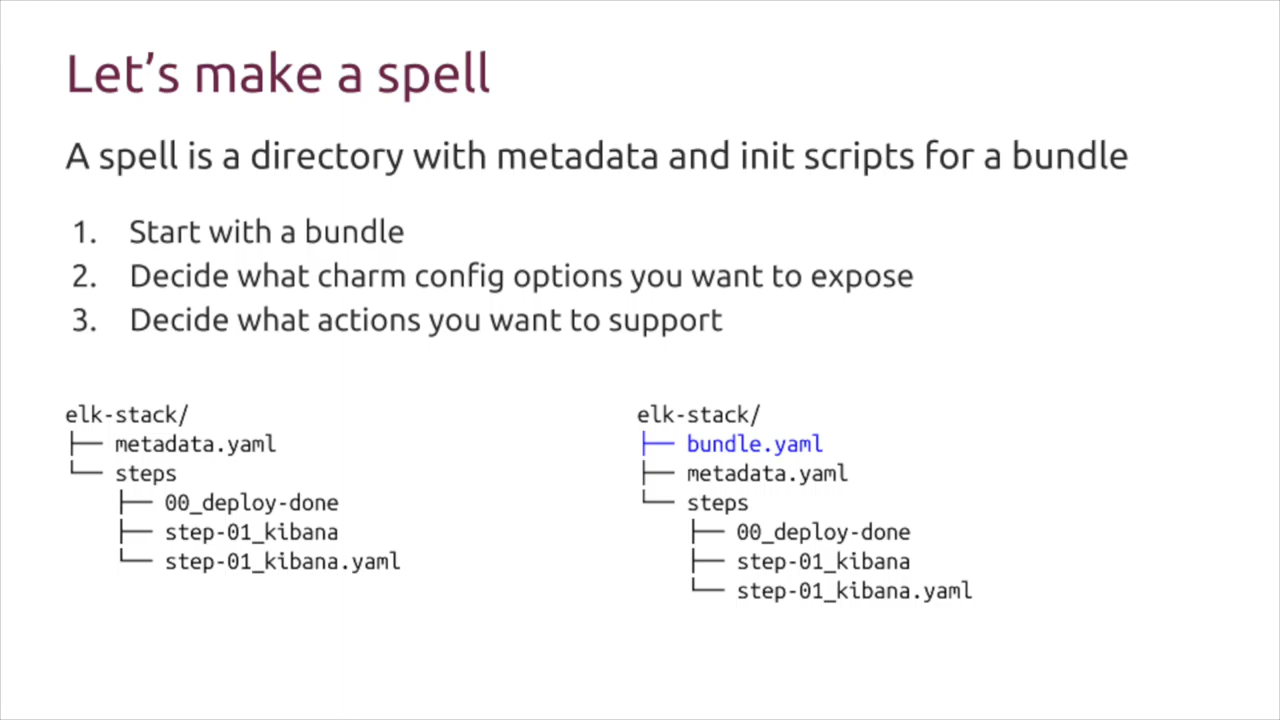 Let’s make a spell
A spell is a directory with metadata and init scripts for a bundle
1. Start with a bundle
2. Decide what charm config options you want to expose
3. Decide what actions you want to support
elk-stack/
├── metadata.yaml
└── steps
    ├── 00_deploy-done
    ├── step-01_kibana
    └── step-01_kibana.yaml
elk-stack/
├── bundle.yaml
├── metadata.yaml
└── steps
    ├── 00_deploy-done
    ├── step-01_kibana
    └── step-01_kibana.yaml